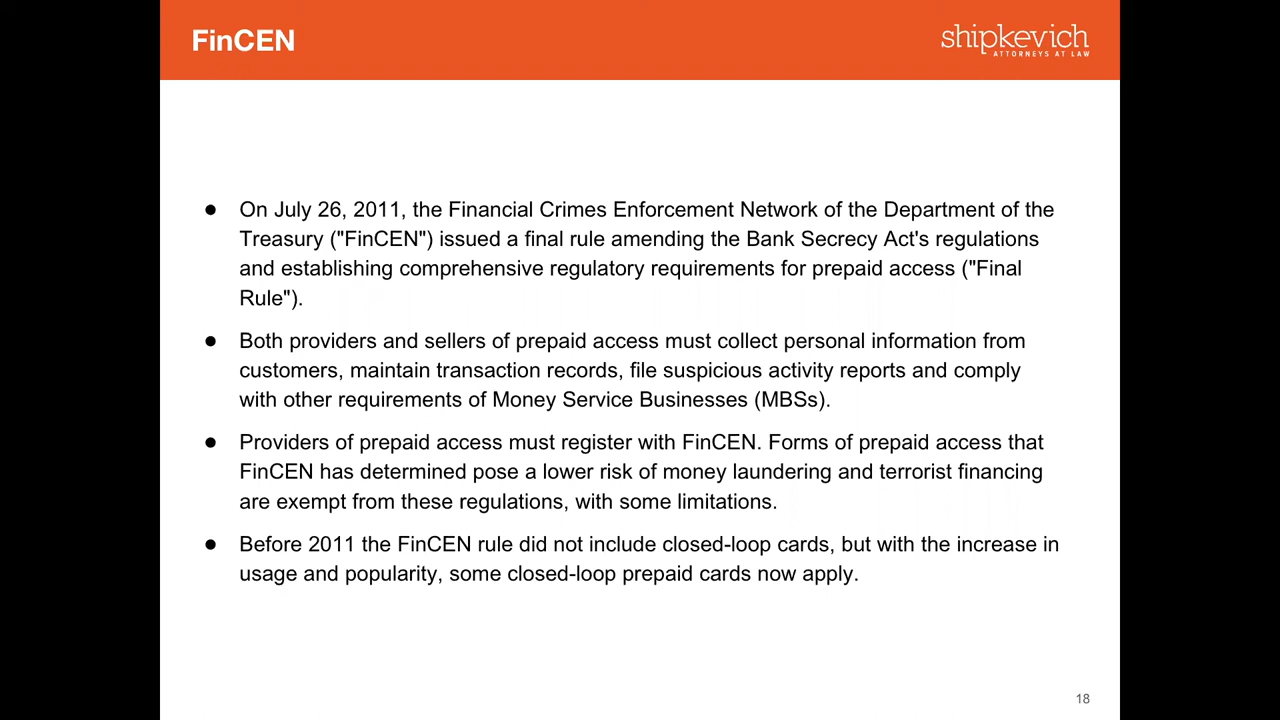 FinCEN
shipkevich
ATTORNEYS AT LAW
● On July 26, 2011, the Financial Crimes Enforcement Network of the Department of the
Treasury ("FinCEN") issued a final rule amending the Bank Secrecy Act's regulations
and establishing comprehensive regulatory requirements for prepaid access ("Final
Rule").
● Both providers and sellers of prepaid access must collect personal information from
customers, maintain transaction records, file suspicious activity reports and comply
with other requirements of Money Service Businesses (MBSs).
● Providers of prepaid access must register with FinCEN. Forms of prepaid access that
FinCEN has determined pose a lower risk of money laundering and terrorist financing
are exempt from these regulations, with some limitations.
● Before 2011 the FinCEN rule did not include closed-loop cards, but with the increase in
usage and popularity, some closed-loop prepaid cards now apply.
18